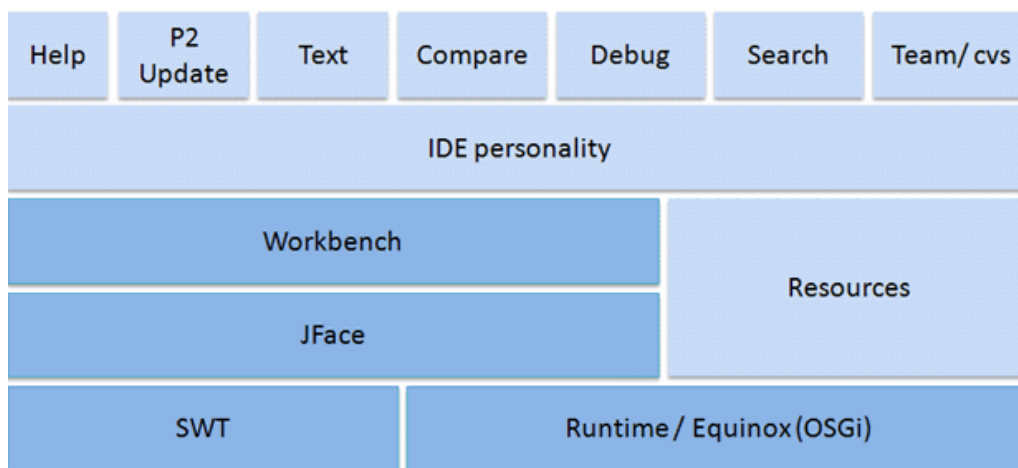 Help
P2
Update
Text
Compare
Debug
Search
Team/ cvs
IDE personality
Workbench
Resources
JFace
SWT
Runtime / Equinox (OSGi)